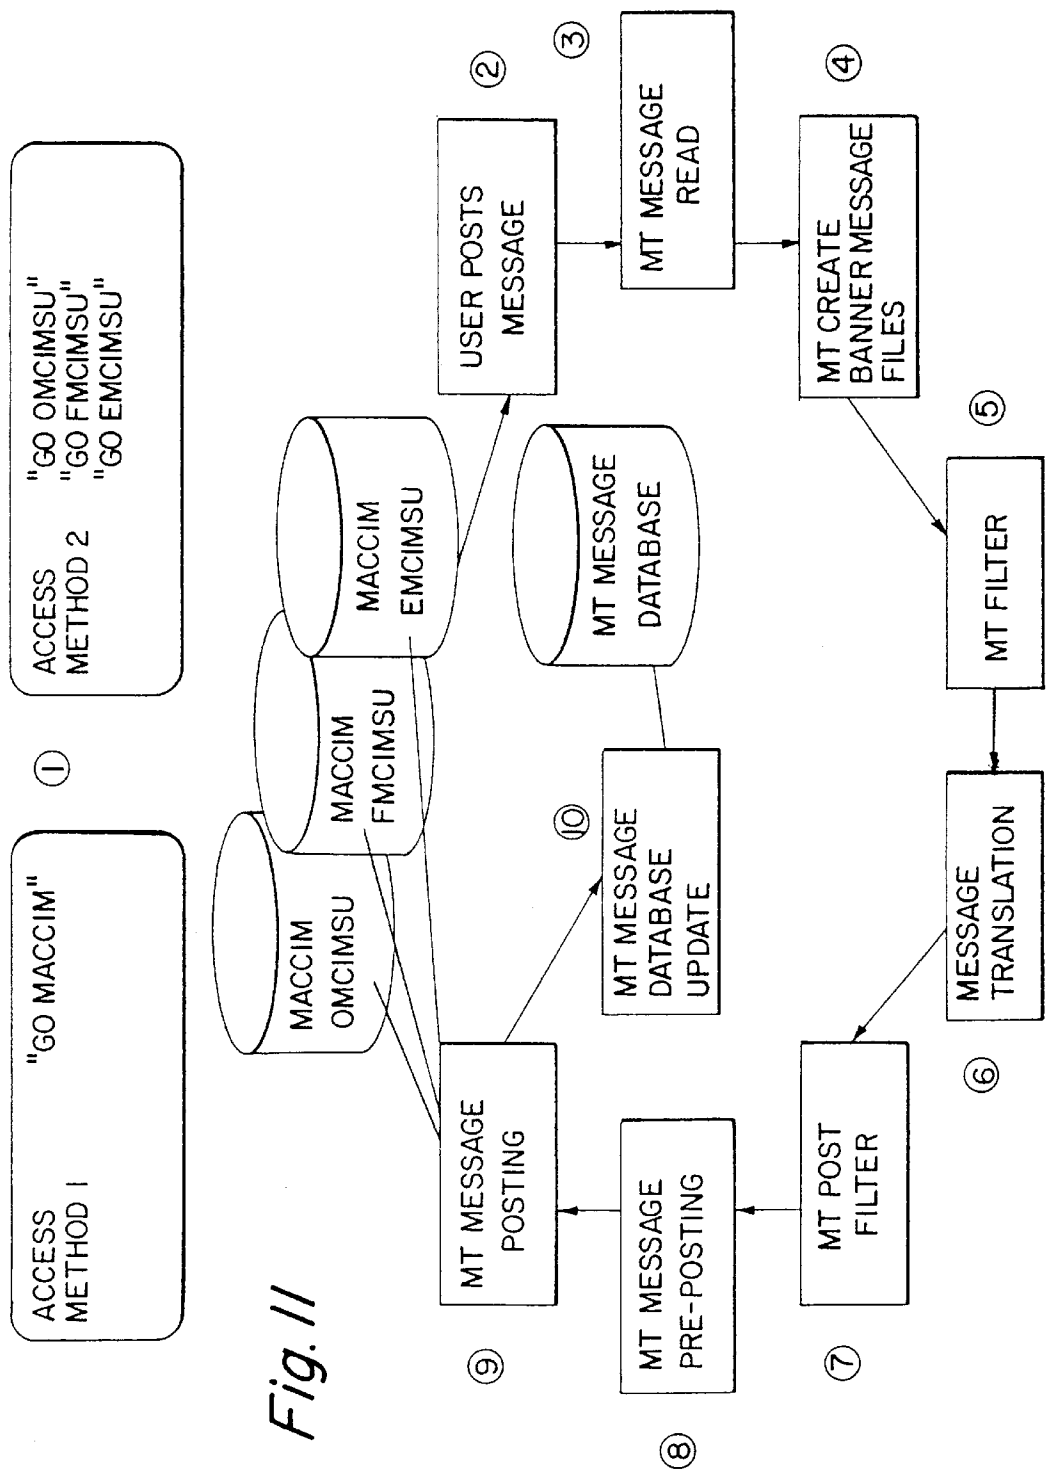 ACCESS
METHOD 1
"GO MACCIM"
①
ACCESS
METHOD 2
"GO OMCIMSU"
"GO FMCIMSU"
"GO EMCIMSU"
Fig. 11
MACCIM
OMCIMSU
MACCIM
FMCIMSU
MACCIM
EMCIMSU
②
USER POSTS
MESSAGE
③
MT MESSAGE
READ
④
MT CREATE
BANNER MESSAGE
FILES
⑤
MT FILTER
⑥
MESSAGE
TRANSLATION
⑦
MT POST
FILTER
⑧
MT MESSAGE
PRE-POSTING
⑨
MT MESSAGE
POSTING
⑩
MT MESSAGE
DATABASE
UPDATE
MT MESSAGE
DATABASE